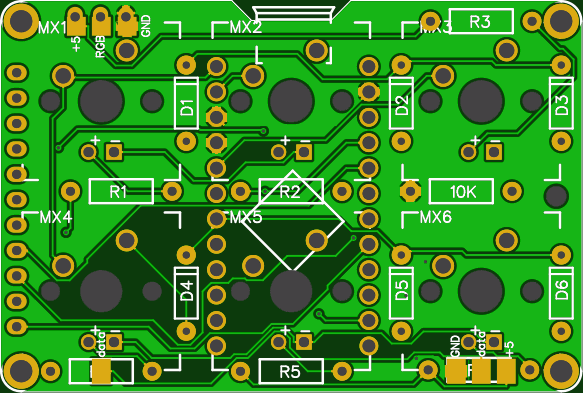 MX1
+5
RGB
GND
MX2
MX3
R3
D1
D2
D3
+ -
+ -
+ -
R1
R2
10K
MX4
MX5
MX6
D4
D5
D6
+ -
data
+ -
+ -
GND
data
+5
R5